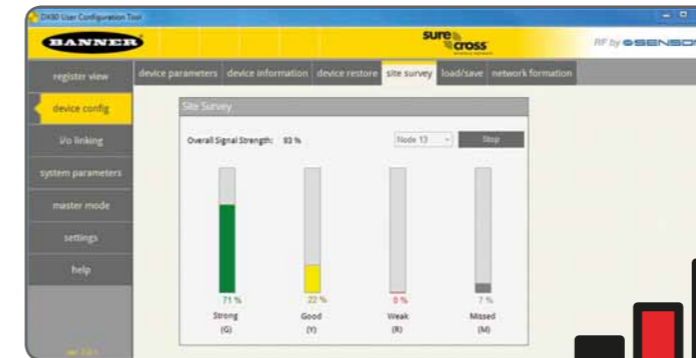 DX80 User Configuration Tool
BANNER
sure
cross
RF by SENSOR
register view
device parameters device information device restore site survey load/save network formation
device config
i/o linking
system parameters
master mode
settings
help
Site Survey
Overall Signal Strength: 93 %
Node 13
Stop
71 % 22 % 0 % 7 %
Strong Good Weak Missed
(G) (Y) (R) (M)